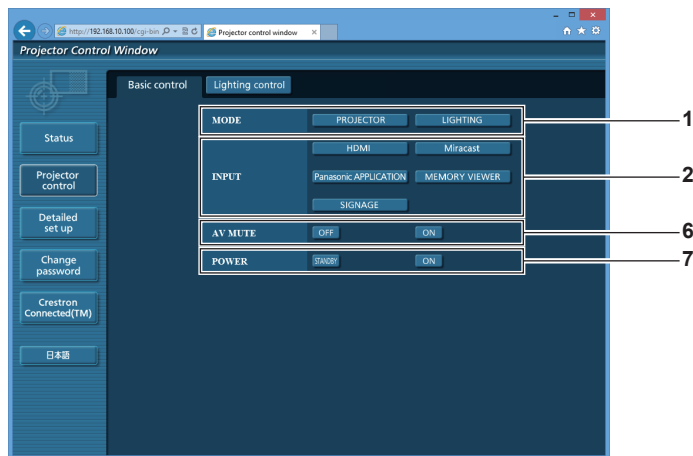 http://192.168.10.100/cgi-bin
Projector control window
Projector Control Window
Basic control
Lighting control
MODE
PROJECTOR
LIGHTING
1
Status
HDMI
Miracast
Projector
control
INPUT
Panasonic APPLICATION
MEMORY VIEWER
2
SIGNAGE
Detailed
set up
AV MUTE
OFF
ON
6
Change
password
POWER
STANDBY
ON
7
Crestron
Connected(TM)
日本語